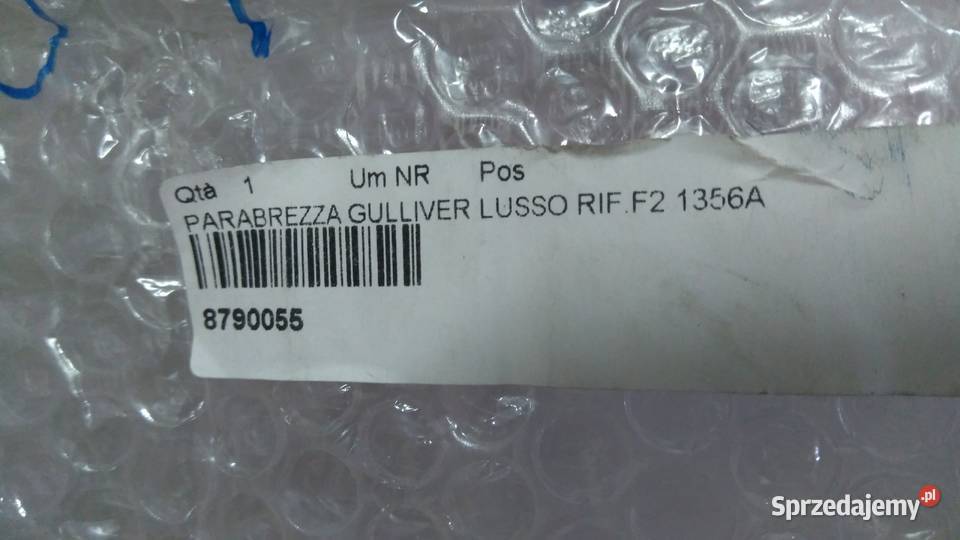 Qtà 1 Um NR Pos
PARABREZZA GULLIVER LUSSO RIF.F2 1356A
8790055
Sprzedajemy.pl